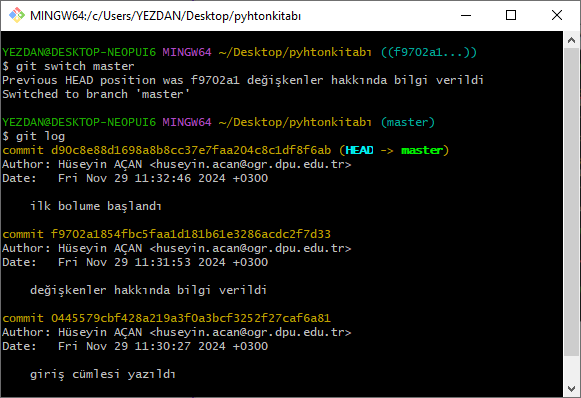 MINGW64:/c/Users/YEZDAN/Desktop/pyhtonkitabı
YEZDAN@DESKTOP-NEOPUI6 MINGW64 ~/Desktop/pyhtonkitabı ((f9702a1...))
$ git switch master
Previous HEAD position was f9702a1 değişkenler hakkında bilgi verildi
Switched to branch 'master'
YEZDAN@DESKTOP-NEOPUI6 MINGW64 ~/Desktop/pyhtonkitabı (master)
$ git log
commit d90c8e88d1698a8b8cc37e7faa204c8c1df8f6ab (HEAD -> master)
Author: Hüseyin AÇAN <huseyin.acan@ogr.dpu.edu.tr>
Date:   Fri Nov 29 11:32:46 2024 +0300
ilk bolume başlandı
commit f9702a1854fbc5faa1d181b61e3286acdc2f7d33
Author: Hüseyin AÇAN <huseyin.acan@ogr.dpu.edu.tr>
Date:   Fri Nov 29 11:31:53 2024 +0300
değişkenler hakkında bilgi verildi
commit 0445579cbf428a219a3f0a3bcf3252f27caf6a81
Author: Hüseyin AÇAN <huseyin.acan@ogr.dpu.edu.tr>
Date:   Fri Nov 29 11:30:27 2024 +0300
giriş cümlesi yazıldı